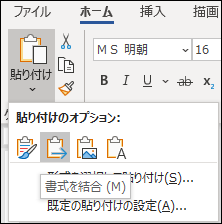 ファイル ホーム 挿入 描画
貼り付け
ＭＳ 明朝 16
B I U
貼り付けのオプション:
A
形式を選択して貼り付け(S)...
書式を結合 (M)
既定の貼り付けの設定(A)...